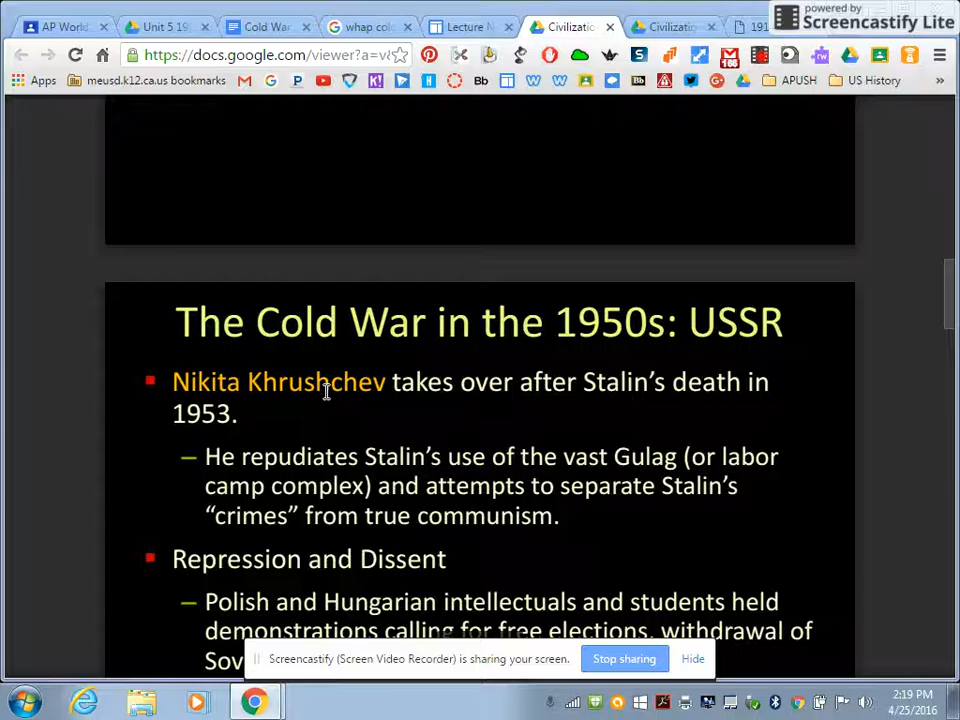 AP World
Unit 5 19
Cold War
whap col
Lecture N
Civilizatio
Civilizatio
191
powered by
Screencastify Lite
https://docs.google.com/viewer?a=v
Apps
meusd.k12.ca.us bookmarks
Bb
APUSH
US History
»
166
The Cold War in the 1950s: USSR
Nikita Khrushchev takes over after Stalin’s death in
1953.
– He repudiates Stalin’s use of the vast Gulag (or labor
camp complex) and attempts to separate Stalin’s
“crimes” from true communism.
Repression and Dissent
– Polish and Hungarian intellectuals and students held
demonstrations calling for free elections, withdrawal of
Sov
Screencastify (Screen Video Recorder) is sharing your screen.
Stop sharing
Hide
2:19 PM
4/25/2016